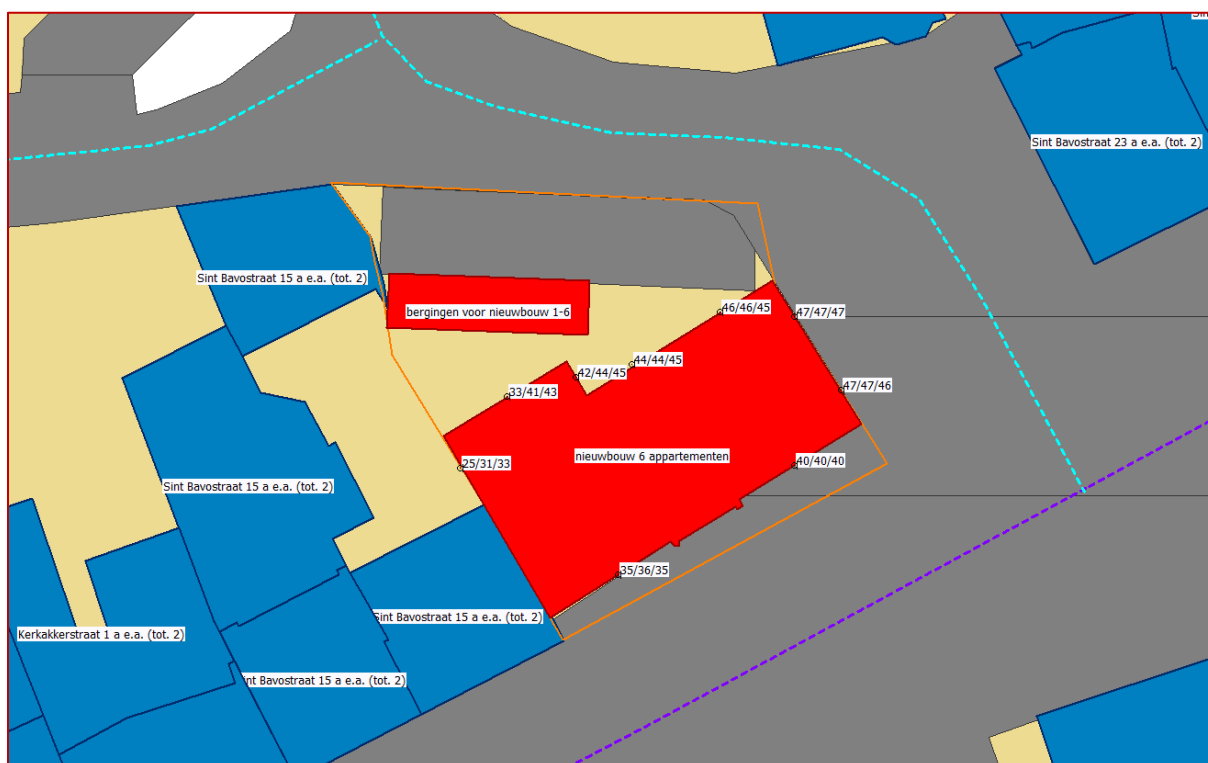 Sin
Sint Bavostraat 23 a e.a. (tot. 2)
Sint Bavostraat 15 a e.a. (tot. 2)
bergingen voor nieuwbouw 1-6
46/46/45
47/47/47
44/44/45
42/44/45
47/47/46
33/41/43
nieuwbouw 6 appartementen
25/31/33
40/40/40
Sint Bavostraat 15 a e.a. (tot. 2)
35/36/35
Sint Bavostraat 15 a e.a. (tot. 2)
Kerkakkerstraat 1 a e.a. (tot. 2)
int Bavostraat 15 a e.a. (tot. 2)